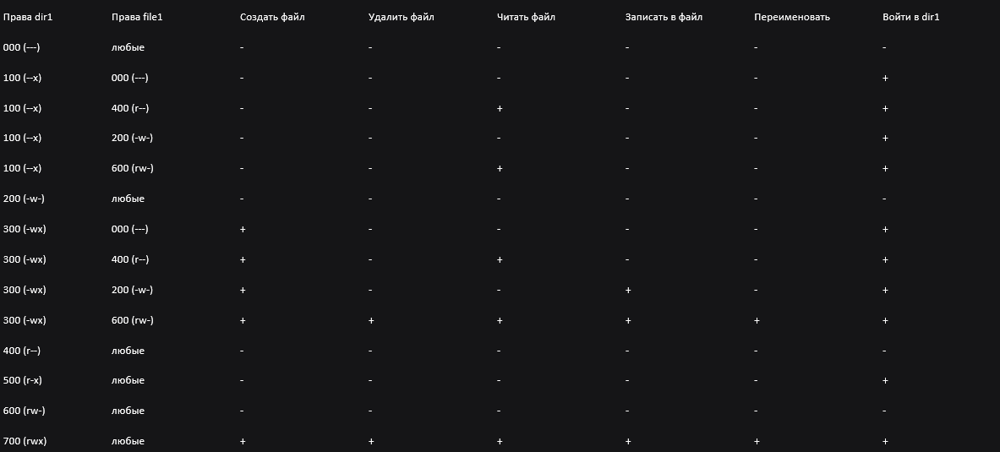 Права dir1 Права file1 Создать файл Удалить файл Читать файл Записать в файл Переименовать Войти в dir1
000 (---) любые - - - - - -
100 (--x) 000 (---) - - - - - +
100 (--x) 400 (r--) - - + - - +
100 (--x) 200 (-w-) - - - - - +
100 (--x) 600 (rw-) - - + - - +
200 (-w-) любые - - - - - -
300 (-wx) 000 (---) + - - - - +
300 (-wx) 400 (r--) + - + - - +
300 (-wx) 200 (-w-) + - - + - +
300 (-wx) 600 (rw-) + + + + + +
400 (r--) любые - - - - - -
500 (r-x) любые - - - - - +
600 (rw-) любые - - - - - -
700 (rwx) любые + + + + + +